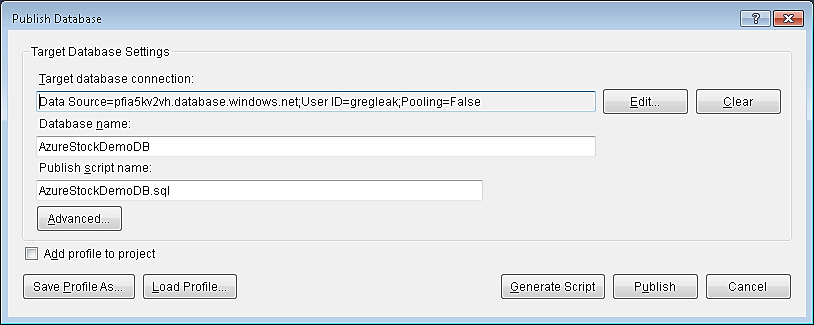 Publish Database
Target Database Settings
Target database connection:
Data Source=pfia5kv2vh.database.windows.net;User ID=gregleak;Pooling=False
Edit...
Clear
Database name:
AzureStockDemoDB
Publish script name:
AzureStockDemoDB.sql
Advanced...
Add profile to project
Save Profile As...
Load Profile...
Generate Script
Publish
Cancel